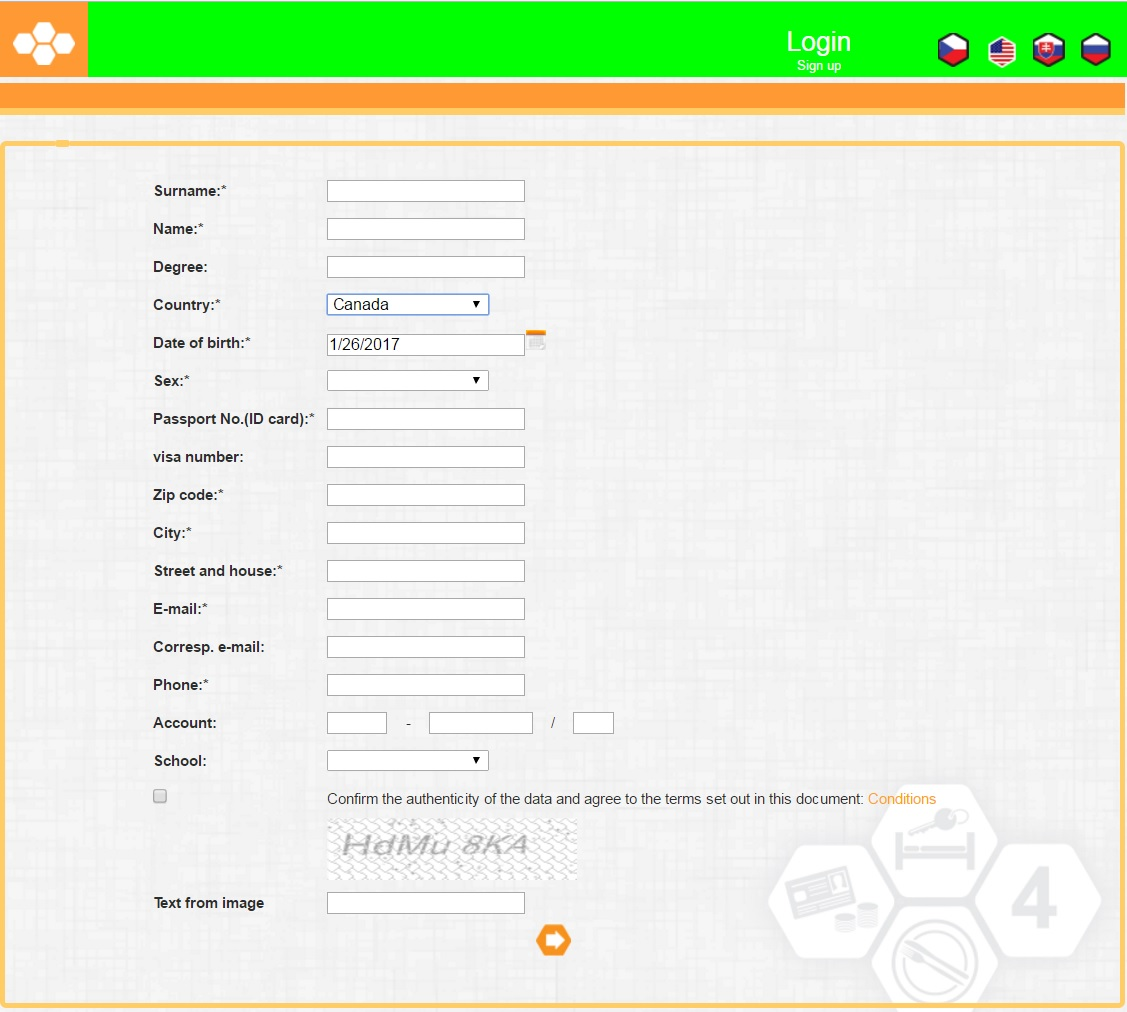 Login
Sign up
Surname:*
Name:*
Degree:
Country:* Canada
Date of birth:* 1/26/2017
Sex:*
Passport No.(ID card):*
visa number:
Zip code:*
City:*
Street and house:*
E-mail:*
Corresp. e-mail:
Phone:*
Account: - /
School:
Confirm the authenticity of the data and agree to the terms set out in this document: Conditions
HdMu 8KA
Text from image
4